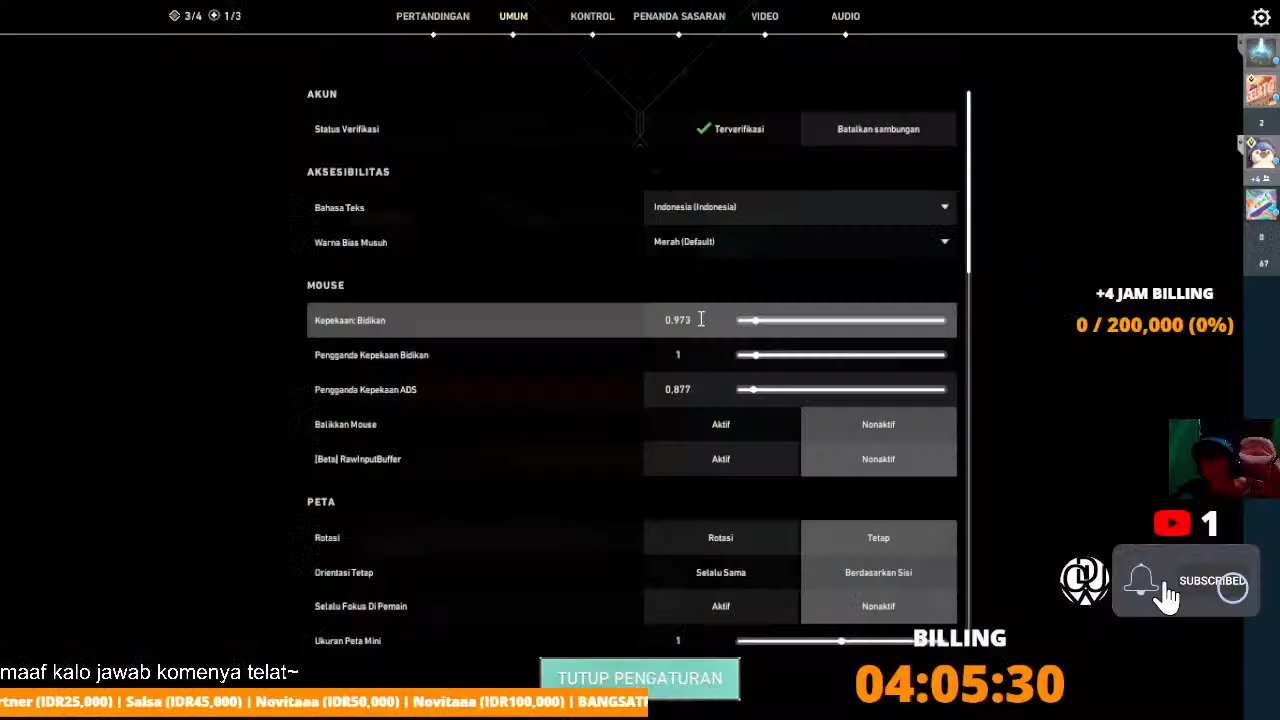 3/4 1/3
PERTANDINGAN UMUM KONTROL PENANDA SASARAN VIDEO AUDIO
AKUN
Status Verifikasi Terverifikasi Batalkan sambungan
AKSESIBILITAS
Bahasa Teks Indonesia (Indonesia)
Warna Bias Musuh Merah (Default)
MOUSE
Kepekaan: Bidikan 0.973
Pengganda Kepekaan Bidikan 1
Pengganda Kepekaan ADS 0,877
Balikkan Mouse Aktif Nonaktif
[Beta] RawInputBuffer Aktif Nonaktif
PETA
Rotasi Rotasi Tetap
Orientasi Tetap Selalu Sama Berdasarkan Sisi
Selalu Fokus Di Pemain Aktif Nonaktif
Ukuran Peta Mini 1
TUTUP PENGATURAN
2
+4
67
+4 JAM BILLING
0 / 200,000 (0%)
1
SUBSCRIBED
BILLING
04:05:30
maaf kalo jawab komenya telat~
rtner (IDR25,000) | Salsa (IDR45,000) | Novitaaa (IDR50,000) | Novitaaa (IDR100,000) | BANGSAT